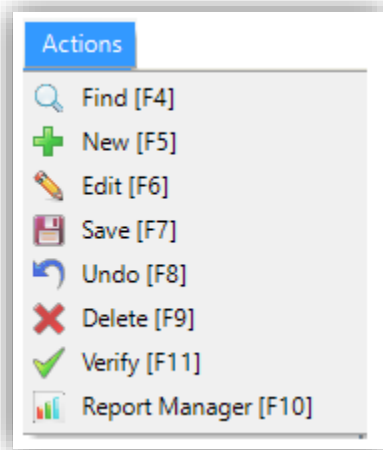 Actions
Find [F4]
New [F5]
Edit [F6]
Save [F7]
Undo [F8]
Delete [F9]
Verify [F11]
Report Manager [F10]